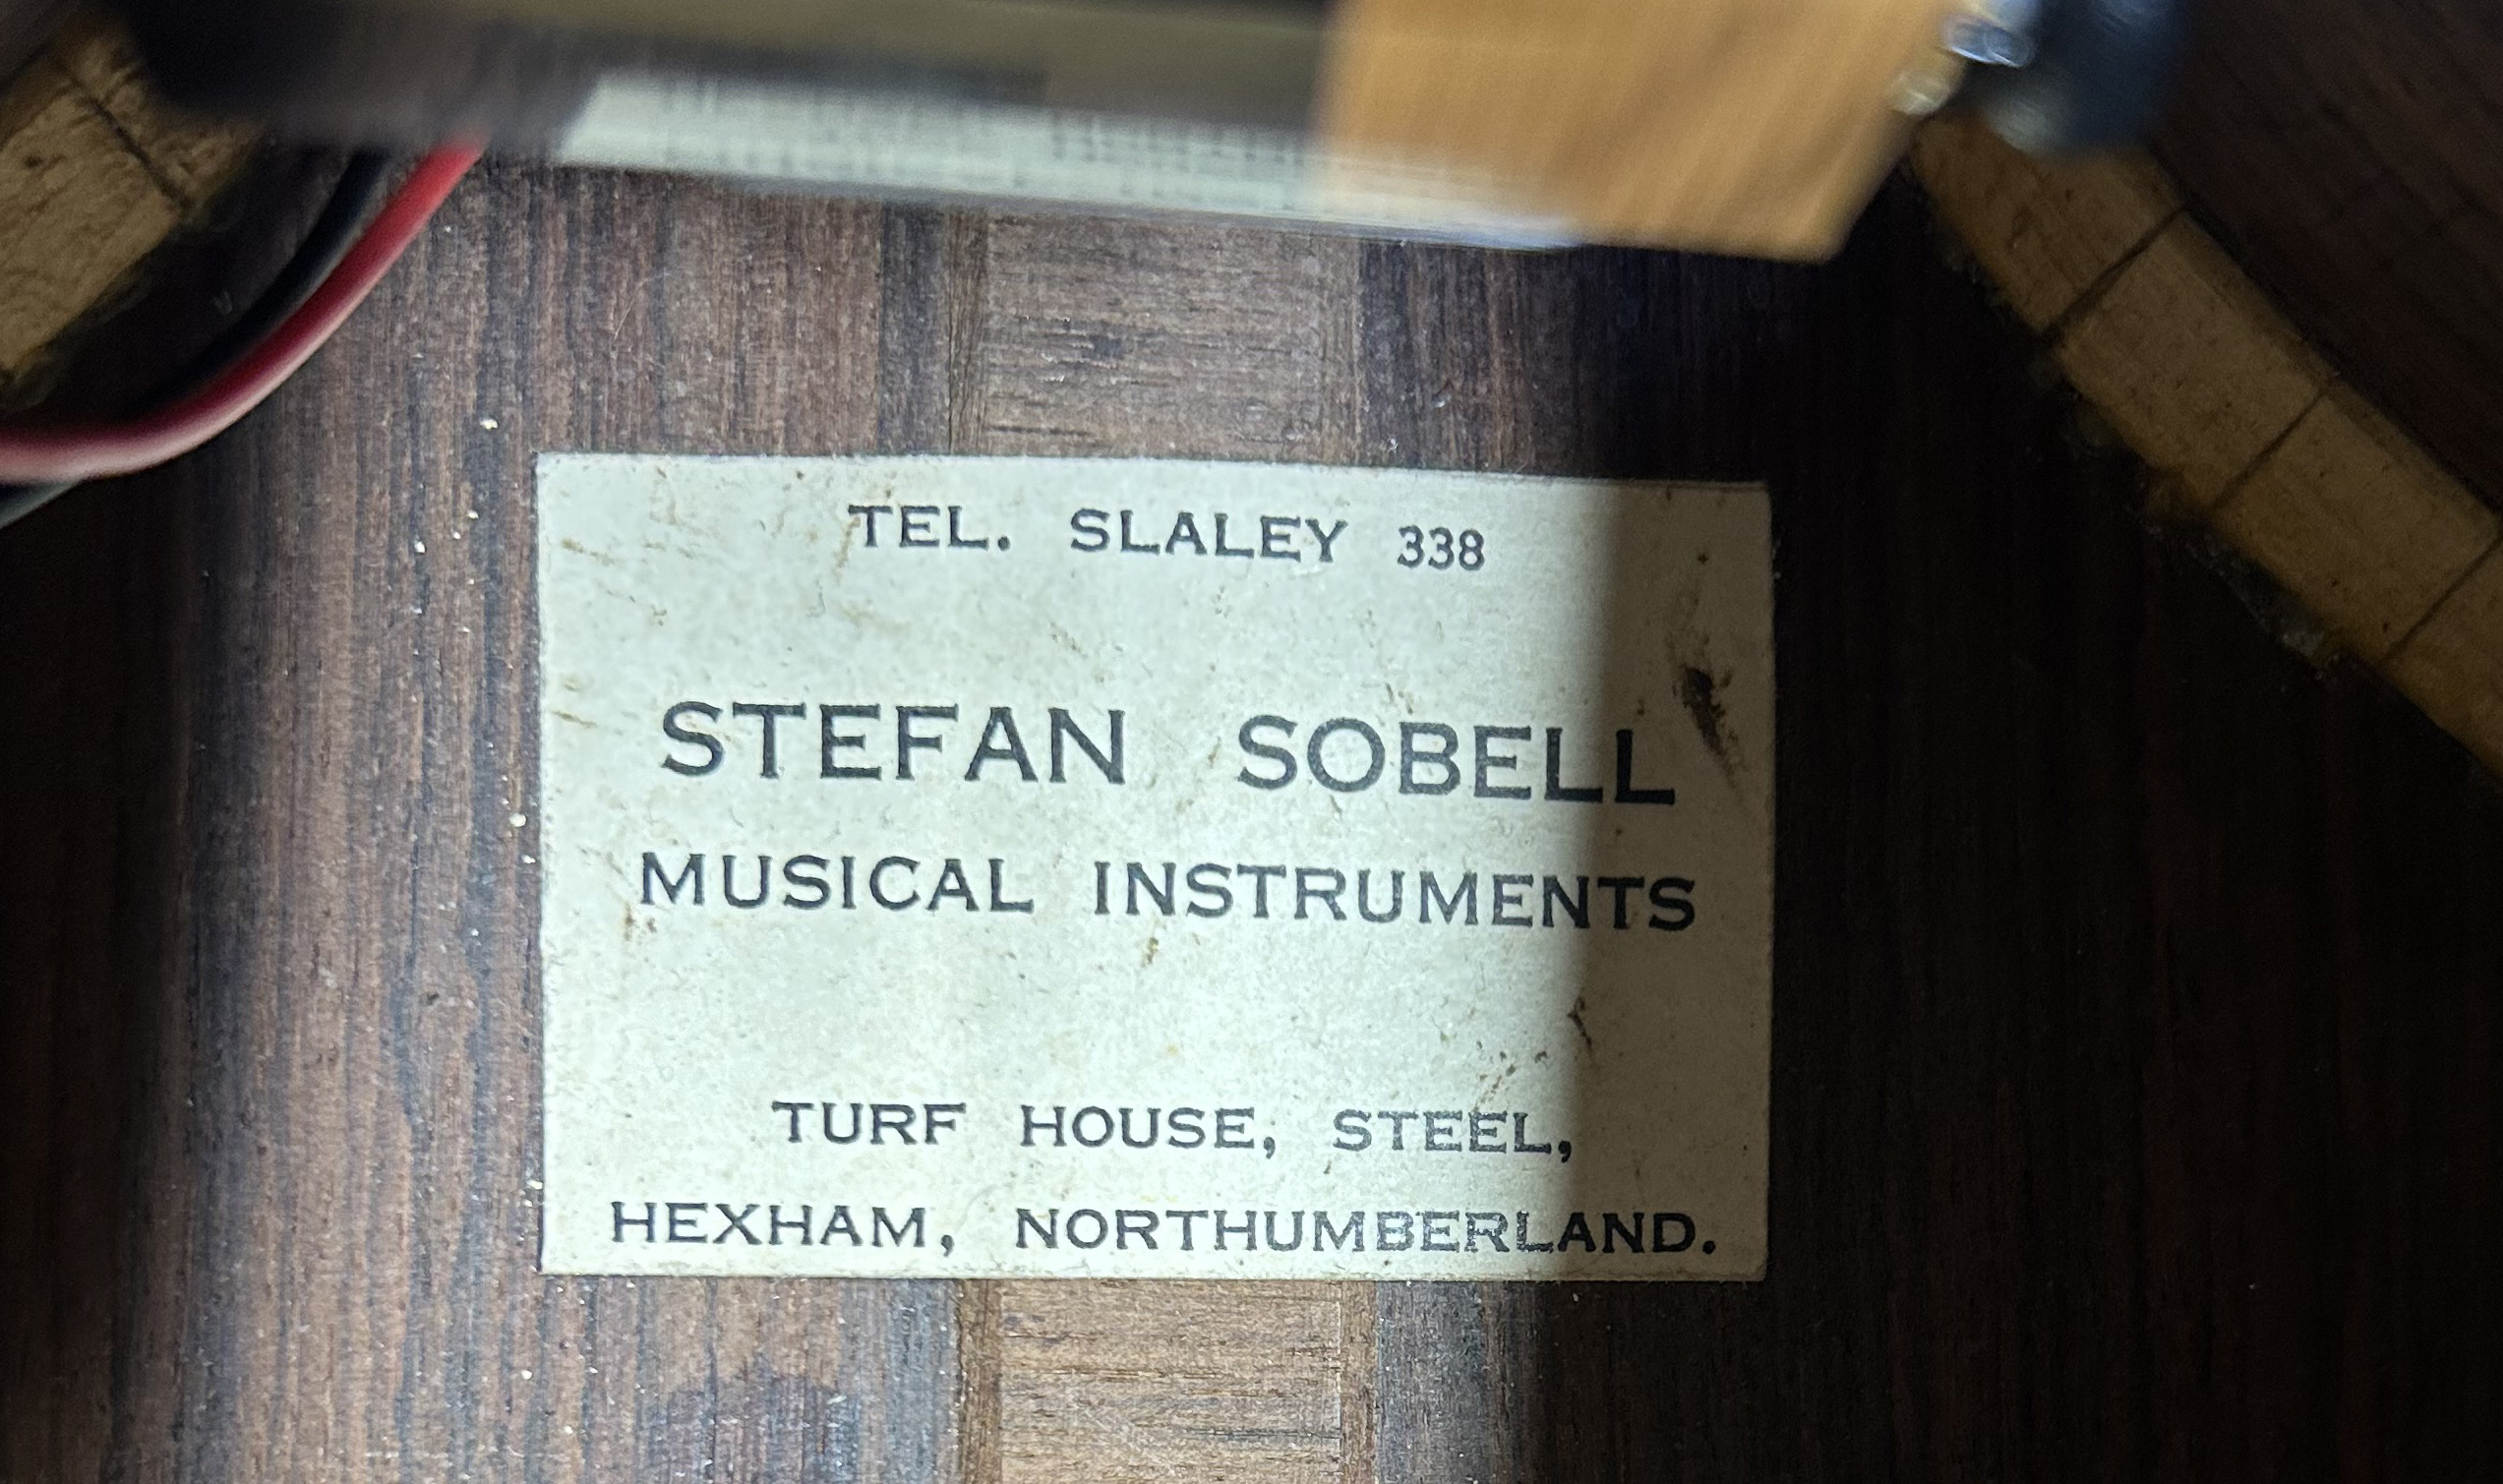 TEL. SLALEY 338
STEFAN SOBELL
MUSICAL INSTRUMENTS
TURF HOUSE, STEEL,
HEXHAM, NORTHUMBERLAND.